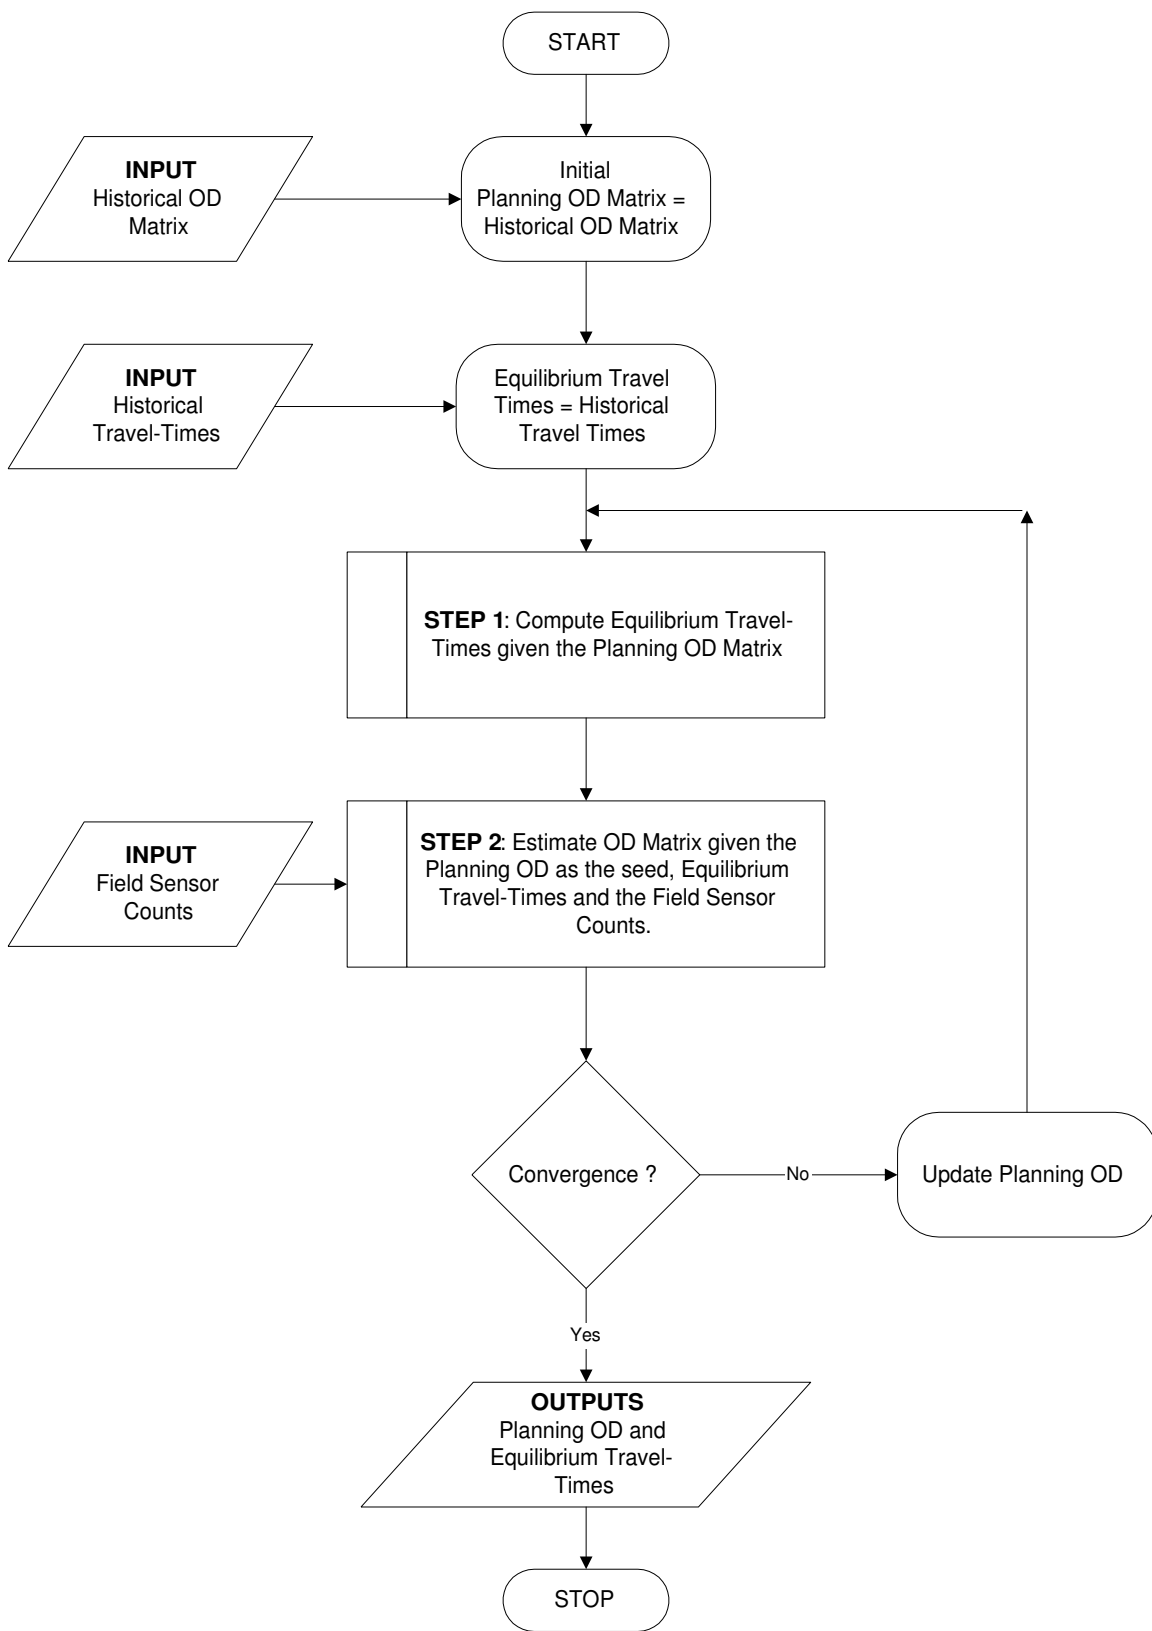 START
INPUT
Historical OD
Matrix
Initial
Planning OD Matrix =
Historical OD Matrix
INPUT
Historical
Travel-Times
Equilibrium Travel
Times = Historical
Travel Times
STEP 1: Compute Equilibrium Travel-
Times given the Planning OD Matrix
INPUT
Field Sensor
Counts
STEP 2: Estimate OD Matrix given the
Planning OD as the seed, Equilibrium
Travel-Times and the Field Sensor
Counts.
Convergence ?
No
Update Planning OD
Yes
OUTPUTS
Planning OD and
Equilibrium Travel-
Times
STOP